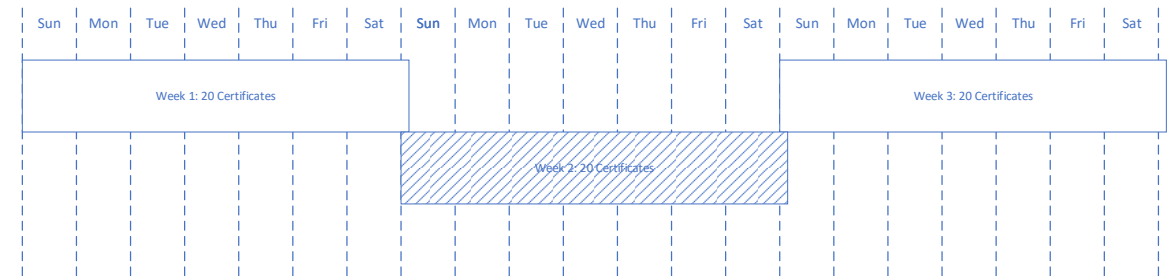 Sun Mon Tue Wed Thu Fri Sat Sun Mon Tue Wed Thu Fri Sat Sun Mon Tue Wed Thu Fri Sat
Week 1: 20 Certificates Week 3: 20 Certificates
Week 2: 20 Certificates